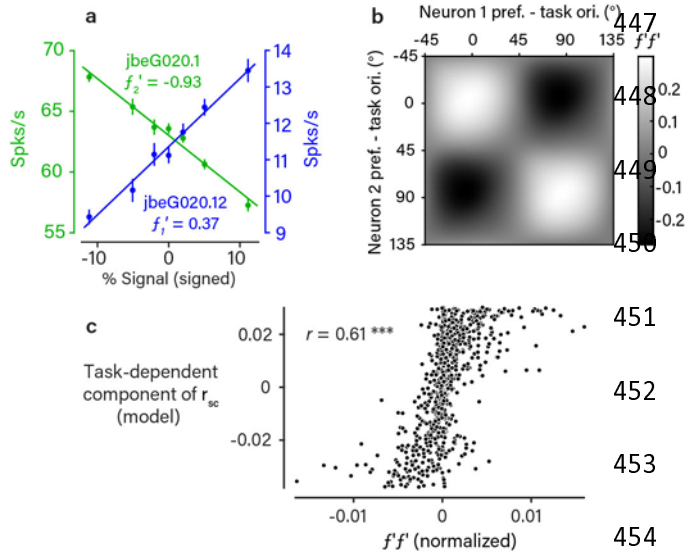 a
70
65
60
55
Spks/s
jbeG020.1
f₂' = -0.93
jbeG020.12
f₁' = 0.37
14
13
12
11
10
9
Spks/s
-10 0 10
% Signal (signed)
b
Neuron 1 pref. - task ori. (°)
-45 0 45 90 135
f'f'
Neuron 2 pref. - task ori. (°)
-45
0
45
90
135
0.2
0.1
0
-0.1
-0.2
447
448
449
450
451
452
453
454
c
r = 0.61 ***
Task-dependent
component of rsc
(model)
0.02
0
-0.02
-0.01 0 0.01
f'f' (normalized)